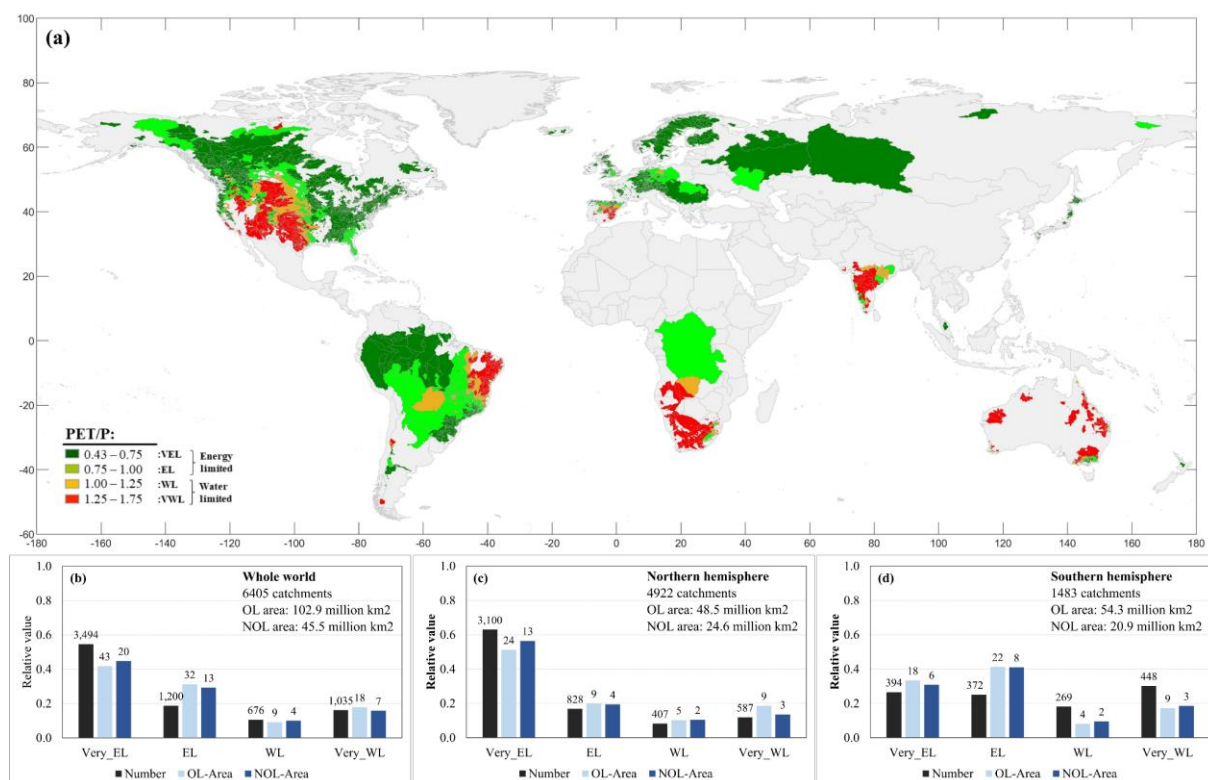 (a)
100
80
60
40
20
0
-20
-40
-60
-180 -160 -140 -120 -100 -80 -60 -40 -20 0 20 40 60 80 100 120 140 160 180
PET/P:
0.43 – 0.75 :VEL
0.75 – 1.00 :EL
Energy
limited
1.00 – 1.25 :WL
1.25 – 1.75 :VWL
Water
limited
(b)
Whole world
6405 catchments
OL area: 102.9 million km2
NOL area: 45.5 million km2
Relative value
1.0
0.8
0.6
0.4
0.2
0.0
3,494 43 20
1,200 32 13
676 9 4
1,035 18 7
Very_EL EL WL Very_WL
Number OL-Area NOL-Area
(c)
Northern hemisphere
4922 catchments
OL area: 48.5 million km2
NOL area: 24.6 million km2
Relative value
1.0
0.8
0.6
0.4
0.2
0.0
3,100 24 13
828 9 4
407 5 2
587 9 3
Very_EL EL WL Very_WL
Number OL-Area NOL-Area
(d)
Southern hemisphere
1483 catchments
OL area: 54.3 million km2
NOL area: 20.9 million km2
Relative value
1.0
0.8
0.6
0.4
0.2
0.0
394 18 6
372 22 8
269 4 2
448 9 3
Very_EL EL WL Very_WL
Number OL-Area NOL-Area